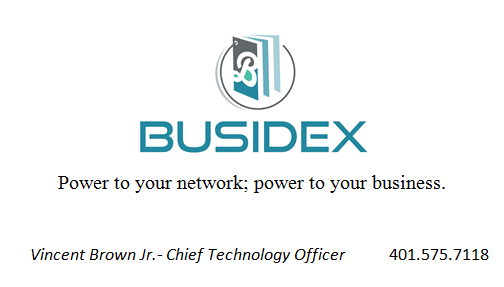 B
BUSIDEX
Power to your network; power to your business.
Vincent Brown Jr.- Chief Technology Officer 401.575.7118